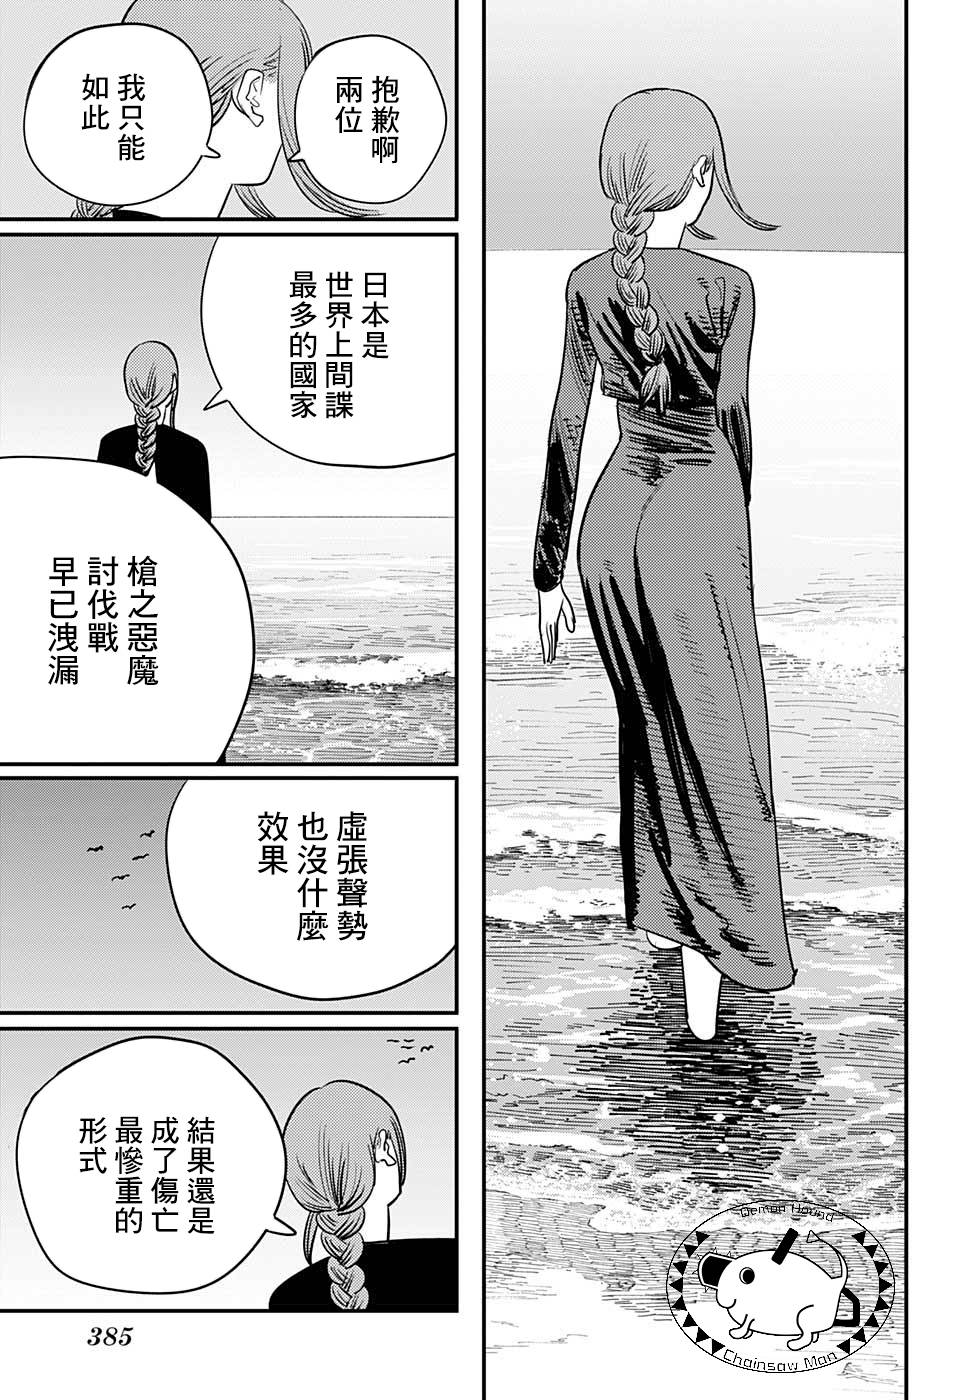 抱歉啊
兩位
我只能
如此
日本是
世界上間諜
最多的國家
槍之惡魔
討伐戰
早己洩漏
虛張聲勢
也沒什麼
效果
結果還是
成了傷亡
最慘重的
形式
385
Demon Hound
Chainsaw Man